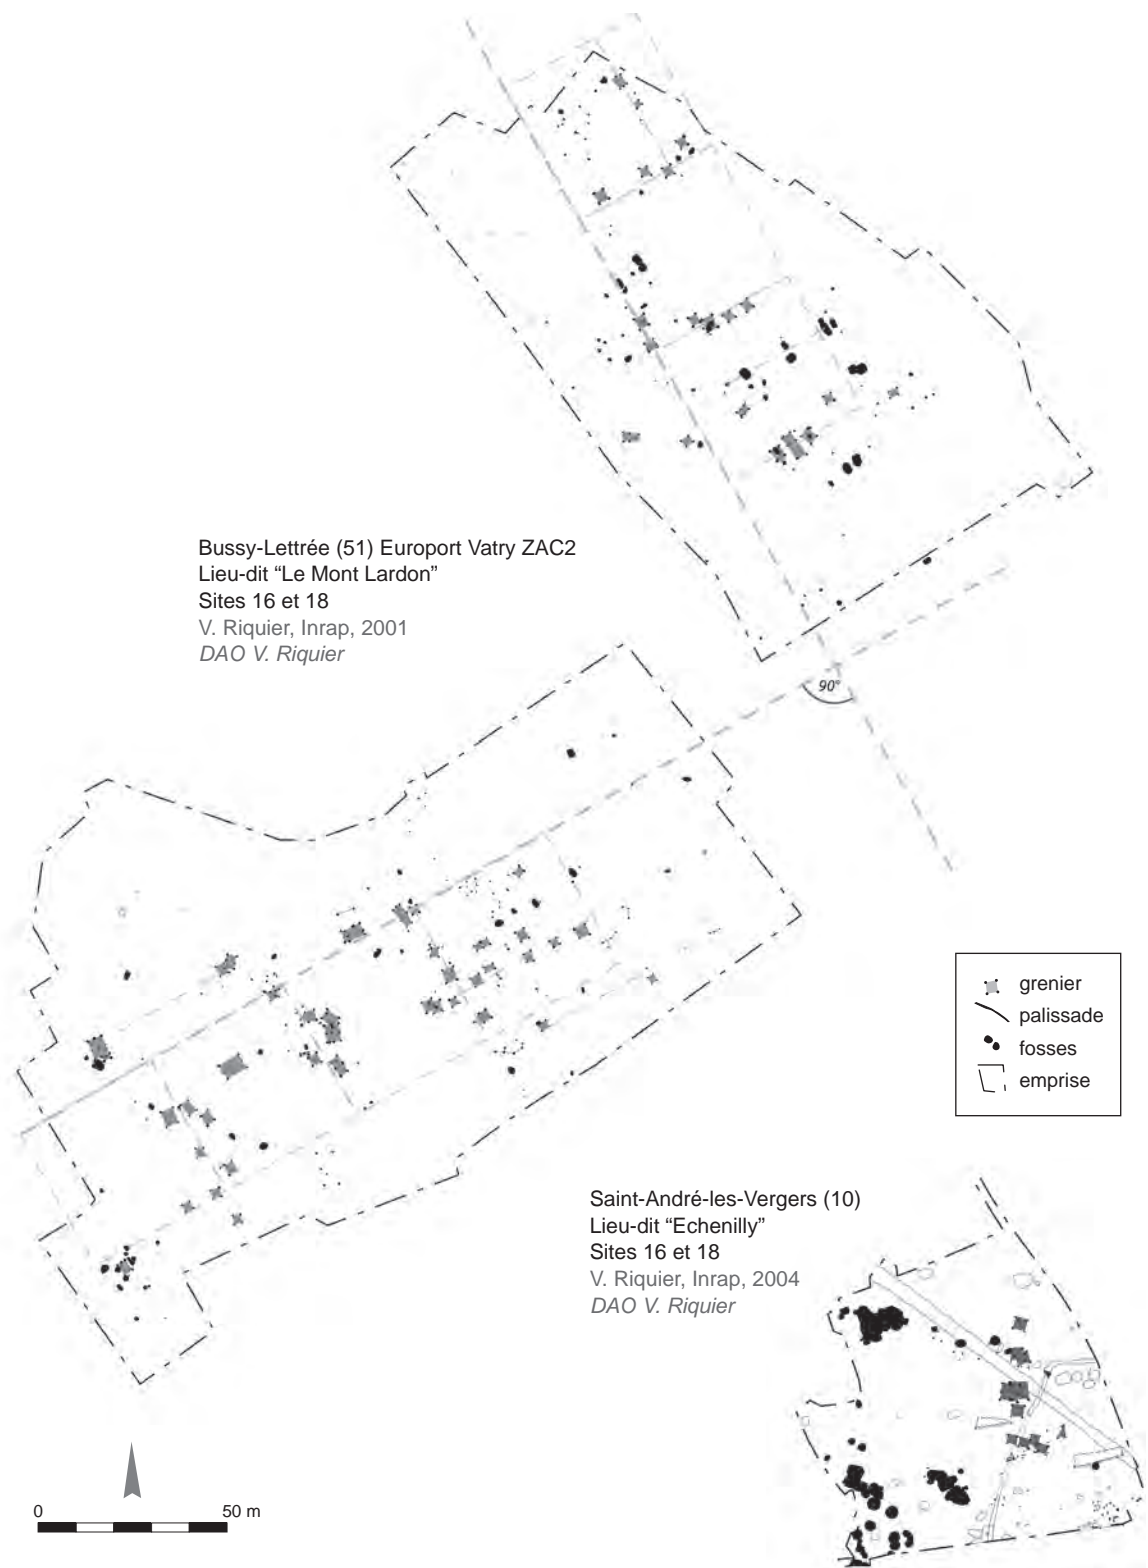 Bussy-Lettrée (51) Europort Vatry ZAC2
Lieu-dit “Le Mont Lardon”
Sites 16 et 18
V. Riquier, Inrap, 2001
DAO V. Riquier
90°
grenier
palissade
fosses
emprise
Saint-André-les-Vergers (10)
Lieu-dit “Echenilly”
Sites 16 et 18
V. Riquier, Inrap, 2004
DAO V. Riquier
0 50 m